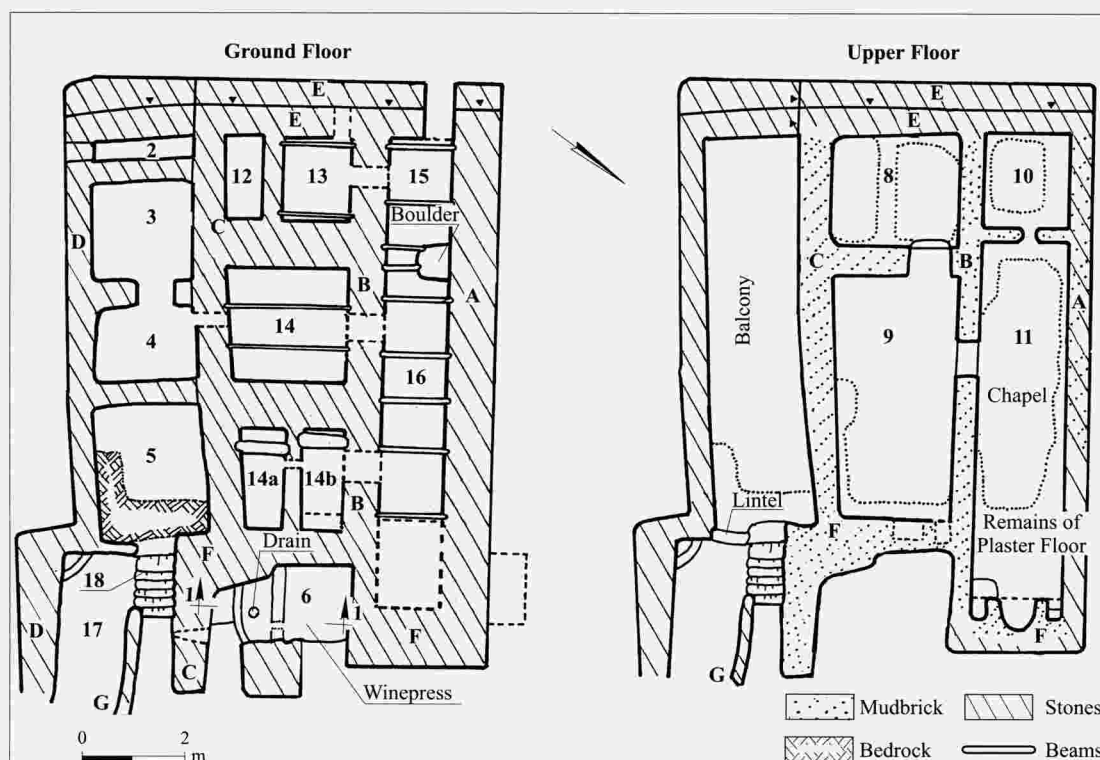 Ground Floor
Upper Floor
E
E
2
12
13
15
3
Boulder
D
C
B
A
4
14
16
5
14a
14b
B
Drain
F
18
1
6
1
17
D
F
C
Winepress
G
0 2
m
E
E
8
10
C
B
A
Balcony
9
11
Chapel
Lintel
F
Remains of
Plaster Floor
F
G
Mudbrick
Stones
Bedrock
Beams